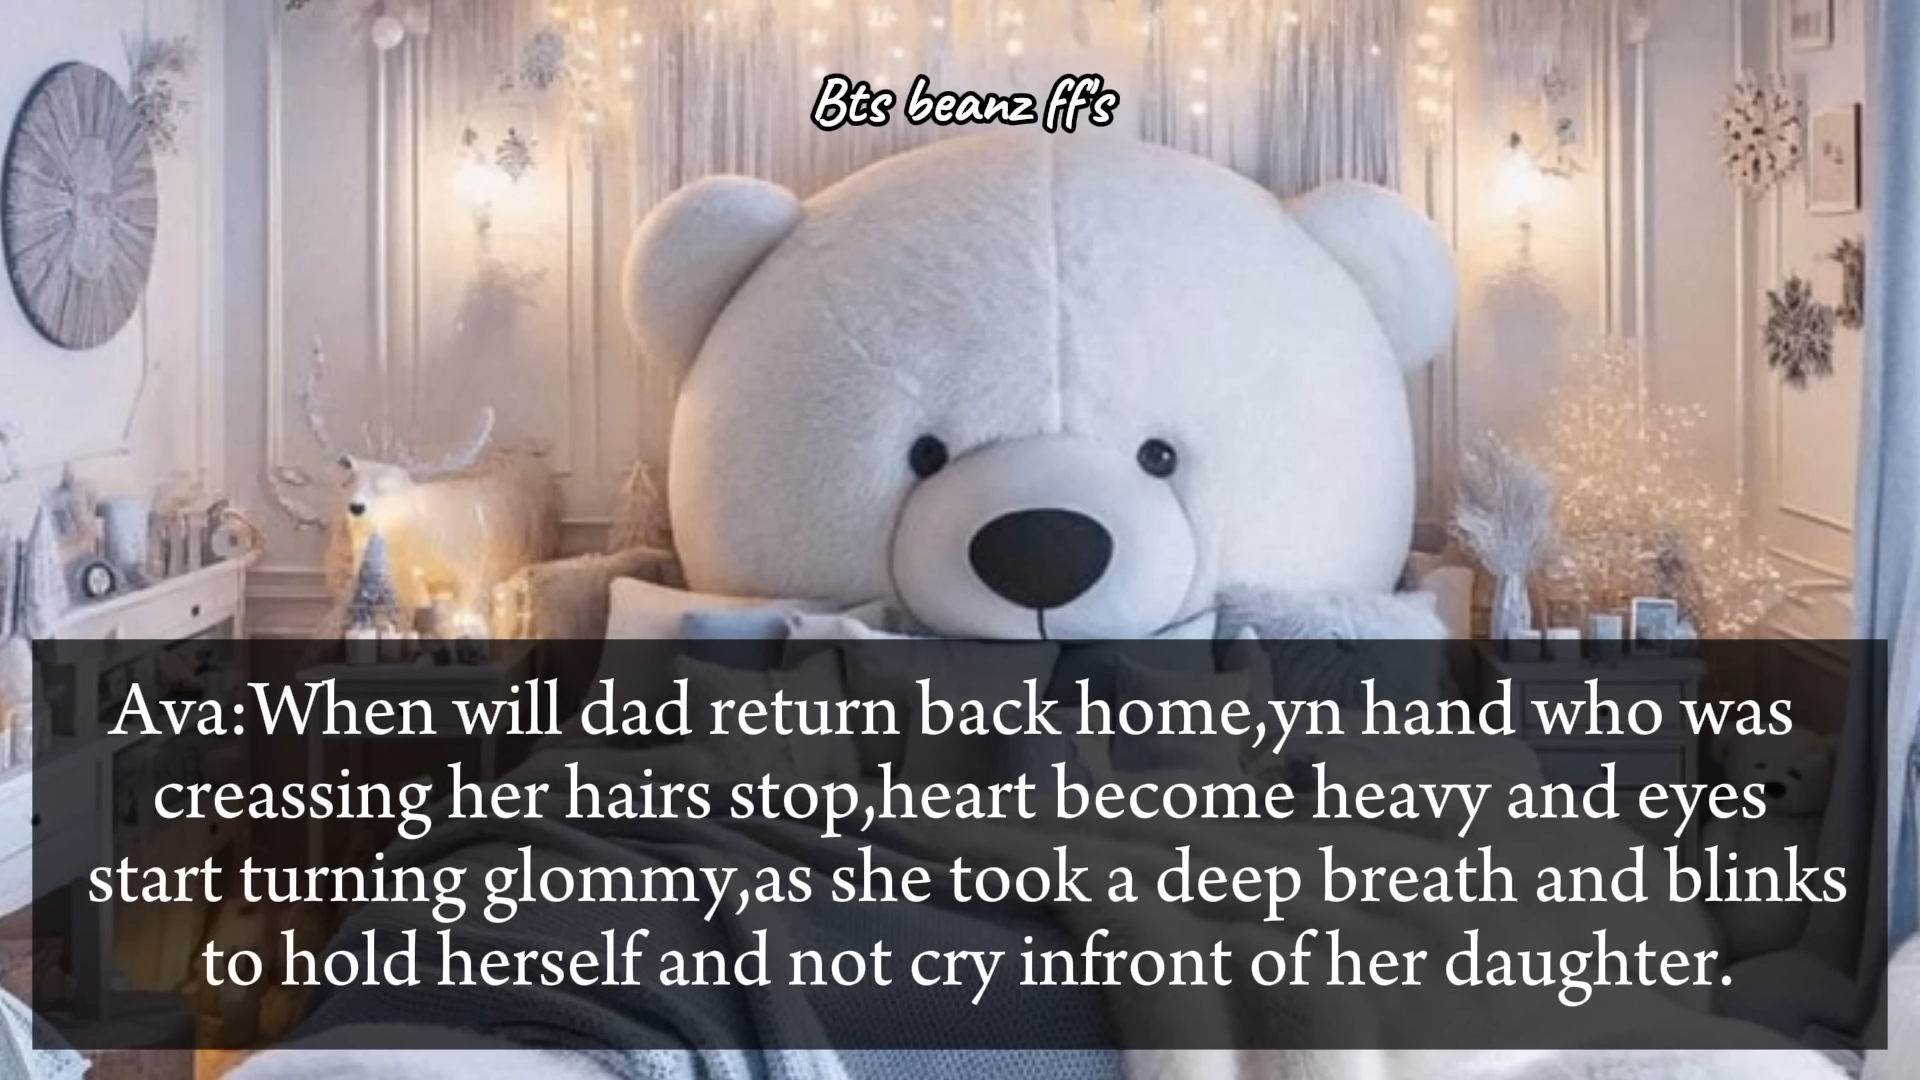 Bts beanz ff's
Ava:When will dad return back home,yn hand who was
creassing her hairs stop,heart become heavy and eyes
start turning glommy,as she took a deep breath and blinks
to hold herself and not cry infront of her daughter.